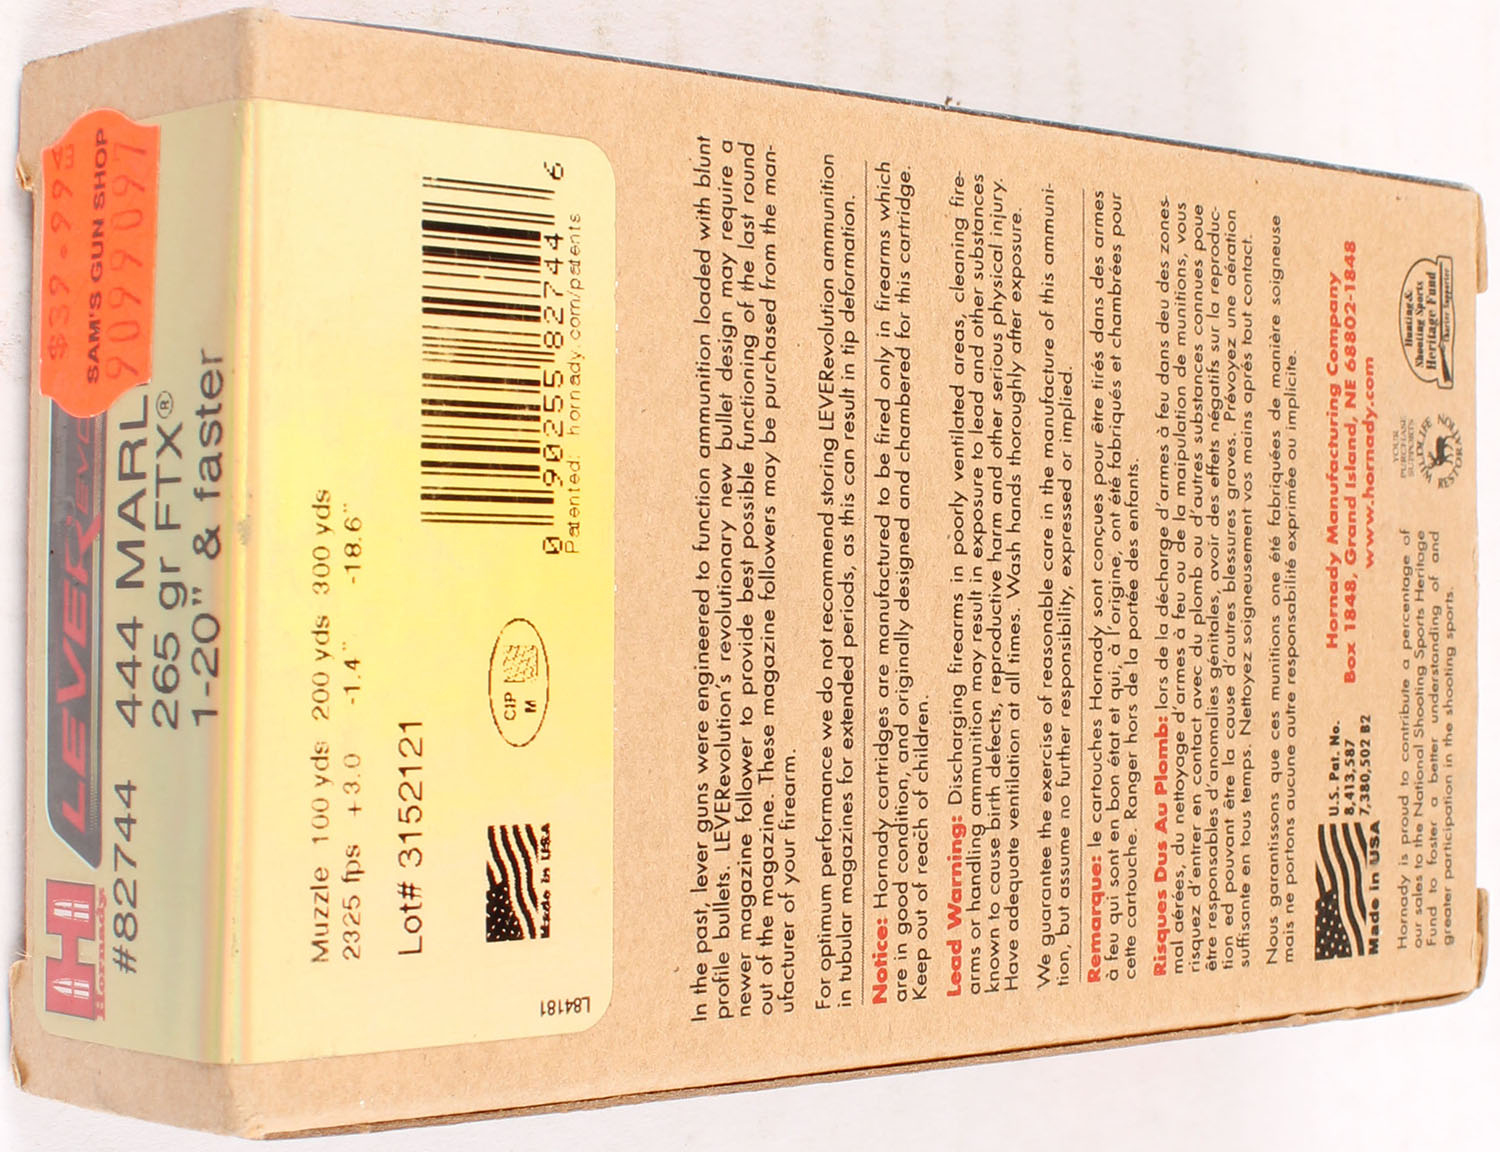 $39.99
SAM'S GUN SHOP
909097
H
Hornady
LEVERevo
#82744 444 MARL
265 gr FTX®
1-20" & faster
Muzzle 100 yds 200 yds 300 yds
2325 fps +3.0 -1.4" -18.6"
Lot# 3152121
Made in USA
CIP
M
0 90255 82744 6
Patented: hornady.com/patents
L84181
In the past, lever guns were engineered to function ammunition loaded with blunt
profile bullets. LEVERevolution's revolutionary new bullet design may require a
newer magazine follower to provide best possible functioning of the last round
out of the magazine. These magazine followers may be purchased from the man-
ufacturer of your firearm.
For optimum performance we do not recommend storing LEVERevolution ammunition
in tubular magazines for extended periods, as this can result in tip deformation.
Notice: Hornady cartridges are manufactured to be fired only in firearms which
are in good condition, and originally designed and chambered for this cartridge.
Keep out of reach of children.
Lead Warning: Discharging firearms in poorly ventilated areas, cleaning fire-
arms or handling ammunition may result in exposure to lead and other substances
known to cause birth defects, reproductive harm and other serious physical injury.
Have adequate ventilation at all times. Wash hands thoroughly after exposure.
We guarantee the exercise of reasonable care in the manufacture of this ammuni-
tion, but assume no further responsibility, expressed or implied.
Remarque: le cartouches Hornady sont conçues pour être tirés dans des armes
à feu qui sont en bon état et qui, à l'origine, ont été fabriqués et chambrées pour
cette cartouche. Ranger hors de la portée des enfants.
Risques Dus Au Plomb: lors de la décharge d'armes à feu dans deu des zones-
mal aérées, du nettoyage d'armes à feu ou de la maipulation de munitions, vous
risquez d'entrer en contact avec du plomb ou d'autres substances connues poue
être responsables d'anomalies génitales, avoir des effets négatifs sur la reproduc-
tion ed pouvant être la cause d'autres blessures graves. Prévoyez une aération
suffisante en tous temps. Nettoyez soigneusement vos mains aprés tout contact.
Nous garantissons que ces munitions one été fabriquées de manière soigneuse
mais ne portons aucune autre responsabilité exprimée ou implicite.
U.S. Pat. No.
8,413,587
7,380,502 B2
Made in USA
Hornady Manufacturing Company
Box 1848, Grand Island, NE 68802-1848
www.hornady.com
Hornady is proud to contribute a percentage of
our sales to the National Shooting Sports Heritage
Fund to foster a better understanding of and
greater participation in the shooting sports.
YOUR
PURCHASE
SUPPORTS
WILDLIFE
RESTORATION
Hunting &
Shooting Sports
Heritage Fund
Charter Supporter